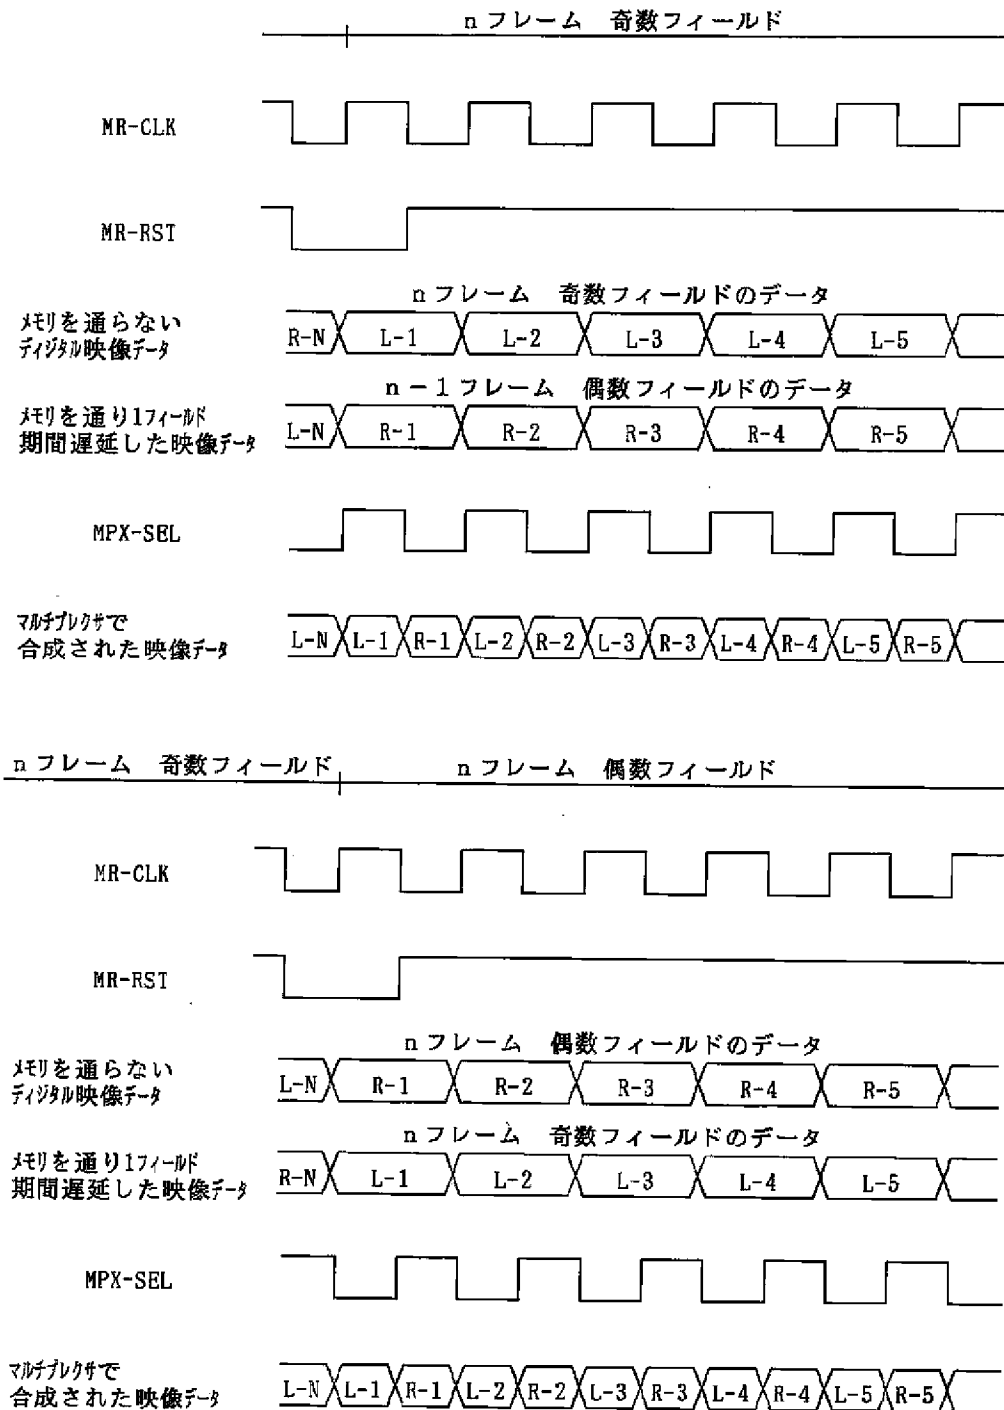 nフレーム 奇数フィールド
MR-CLK
MR-RST
nフレーム 奇数フィールドのデータ
メモリを通らない
ディジタル映像データ
R-N L-1 L-2 L-3 L-4 L-5
n-1フレーム 偶数フィールドのデータ
メモリを通り1フィールド
期間遅延した映像データ
L-N R-1 R-2 R-3 R-4 R-5
MPX-SEL
マルチプレクサで
合成された映像データ
L-N L-1 R-1 L-2 R-2 L-3 R-3 L-4 R-4 L-5 R-5
nフレーム 奇数フィールド nフレーム 偶数フィールド
MR-CLK
MR-RST
nフレーム 偶数フィールドのデータ
メモリを通らない
ディジタル映像データ
L-N R-1 R-2 R-3 R-4 R-5
nフレーム 奇数フィールドのデータ
メモリを通り1フィールド
期間遅延した映像データ
R-N L-1 L-2 L-3 L-4 L-5
MPX-SEL
マルチプレクサで
合成された映像データ
L-N L-1 R-1 L-2 R-2 L-3 R-3 L-4 R-4 L-5 R-5